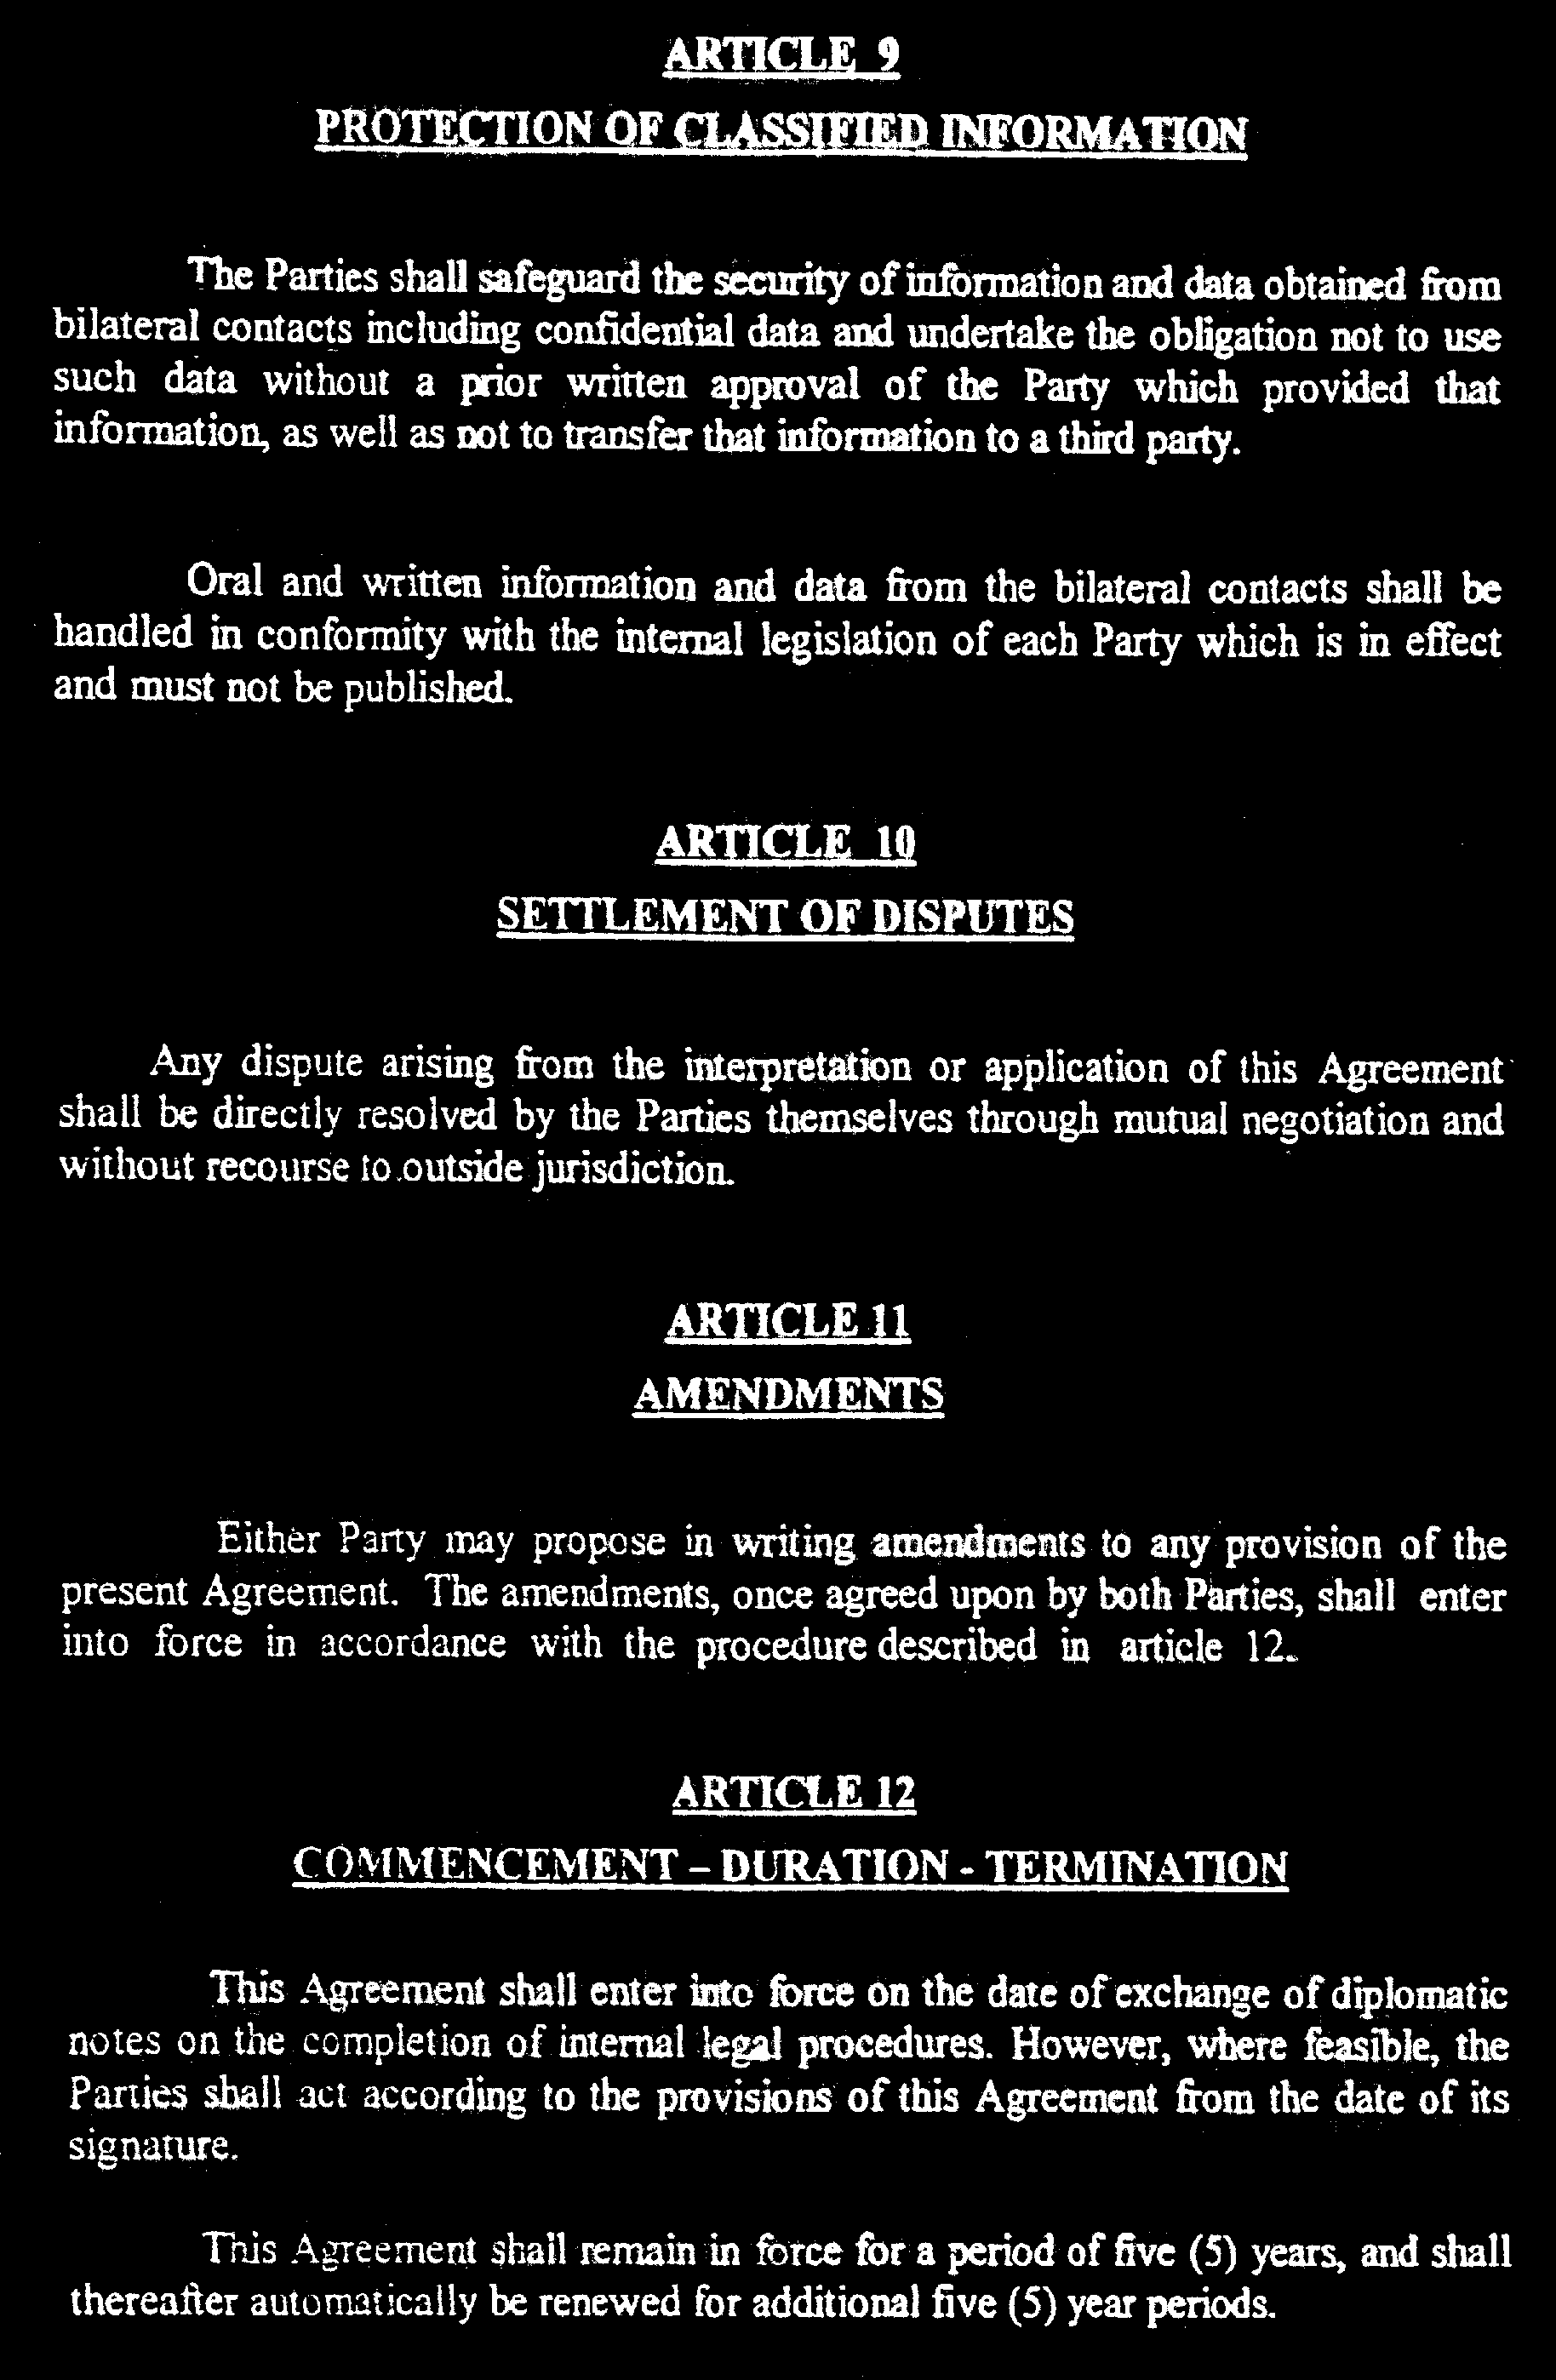 ARTICLE 9
PROTECTION OF CLASSIFIED INFORMATION
The Parties shall safeguard the security of information and data obtained from
bilateral contacts including confidential data and undertake the obligation not to use
such data without a prior written approval of the Party which provided that
information, as well as not to transfer that information to a third party.
Oral and written information and data from the bilateral contacts shall be
handled in conformity with the internal legislation of each Party which is in effect
and must not be published.
ARTICLE 10
SETTLEMENT OF DISPUTES
Any dispute arising from the interpretation or application of this Agreement
shall be directly resolved by the Parties themselves through mutual negotiation and
without recourse to outside jurisdiction.
ARTICLE 11
AMENDMENTS
Either Party may propose in writing amendments to any provision of the
present Agreement. The amendments, once agreed upon by both Parties, shall enter
into force in accordance with the procedure described in article 12.
ARTICLE 12
COMMENCEMENT – DURATION - TERMINATION
This Agreement shall enter into force on the date of exchange of diplomatic
notes on the completion of internal legal procedures. However, where feasible, the
Parties shall act according to the provisions of this Agreement from the date of its
signature.
This Agreement shall remain in force for a period of five (5) years, and shall
thereafter automatically be renewed for additional five (5) year periods.